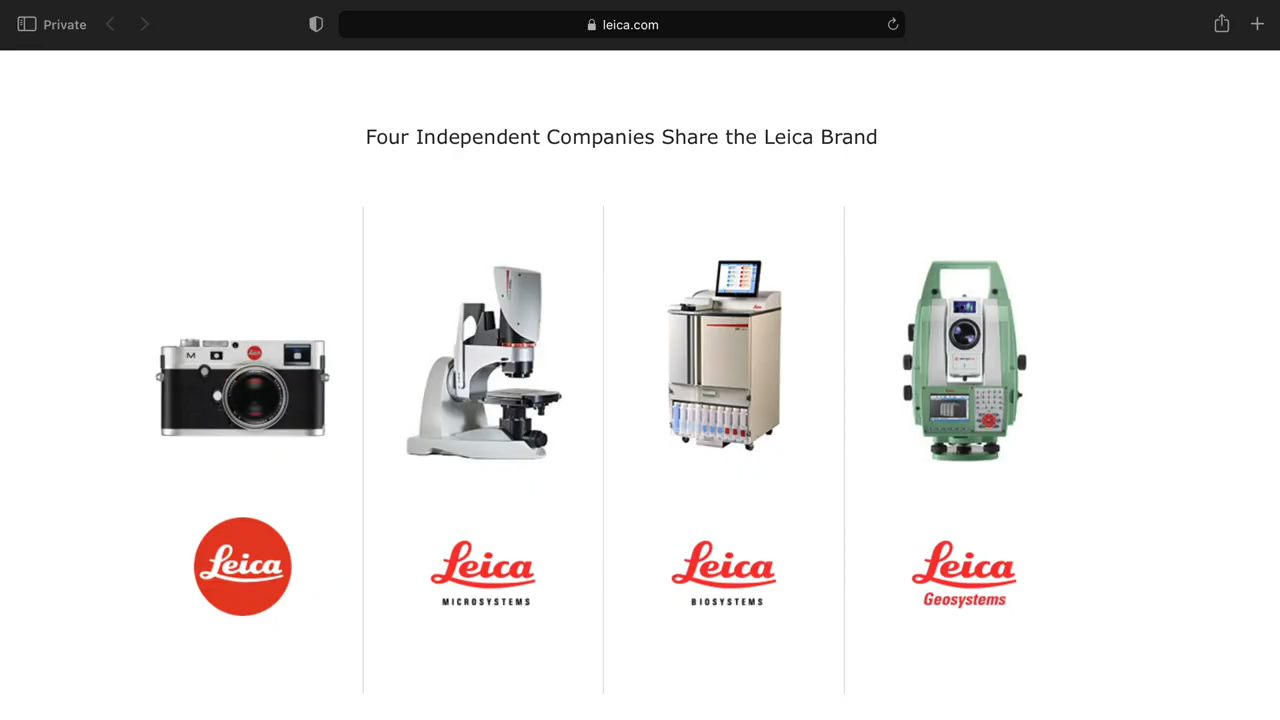 Private
leica.com
Four Independent Companies Share the Leica Brand
M
Leica
Leica
MICROSYSTEMS
Leica
BIOSYSTEMS
Leica
Geosystems